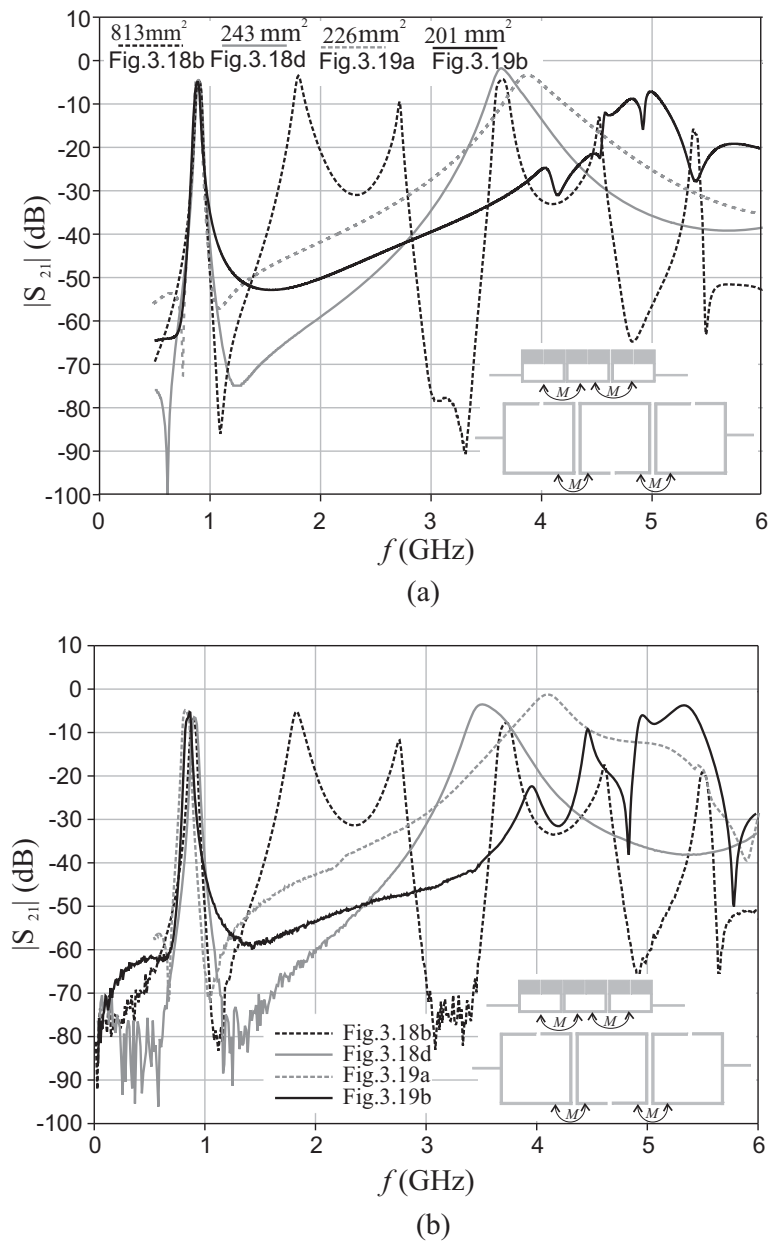 813mm² 243 mm² 226mm² 201 mm²
Fig.3.18b Fig.3.18d Fig.3.19a Fig.3.19b
10
0
-10
-20
-30
-40
-50
-60
-70
-80
-90
-100
|S₂₁| (dB)
M M
M M
0 1 2 3 4 5 6
f (GHz)
(a)
10
0
-10
-20
-30
-40
-50
-60
-70
-80
-90
-100
|S₂₁| (dB)
M M
M M
Fig.3.18b
Fig.3.18d
Fig.3.19a
Fig.3.19b
0 1 2 3 4 5 6
f (GHz)
(b)